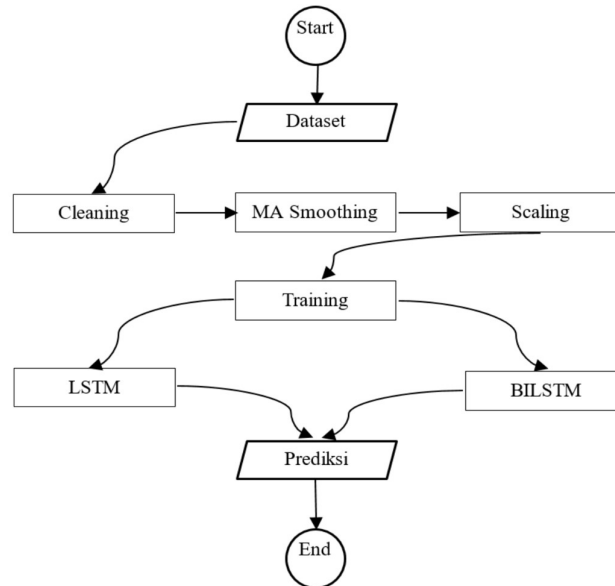 Start
Dataset
Cleaning
MA Smoothing
Scaling
Training
LSTM
BILSTM
Prediksi
End